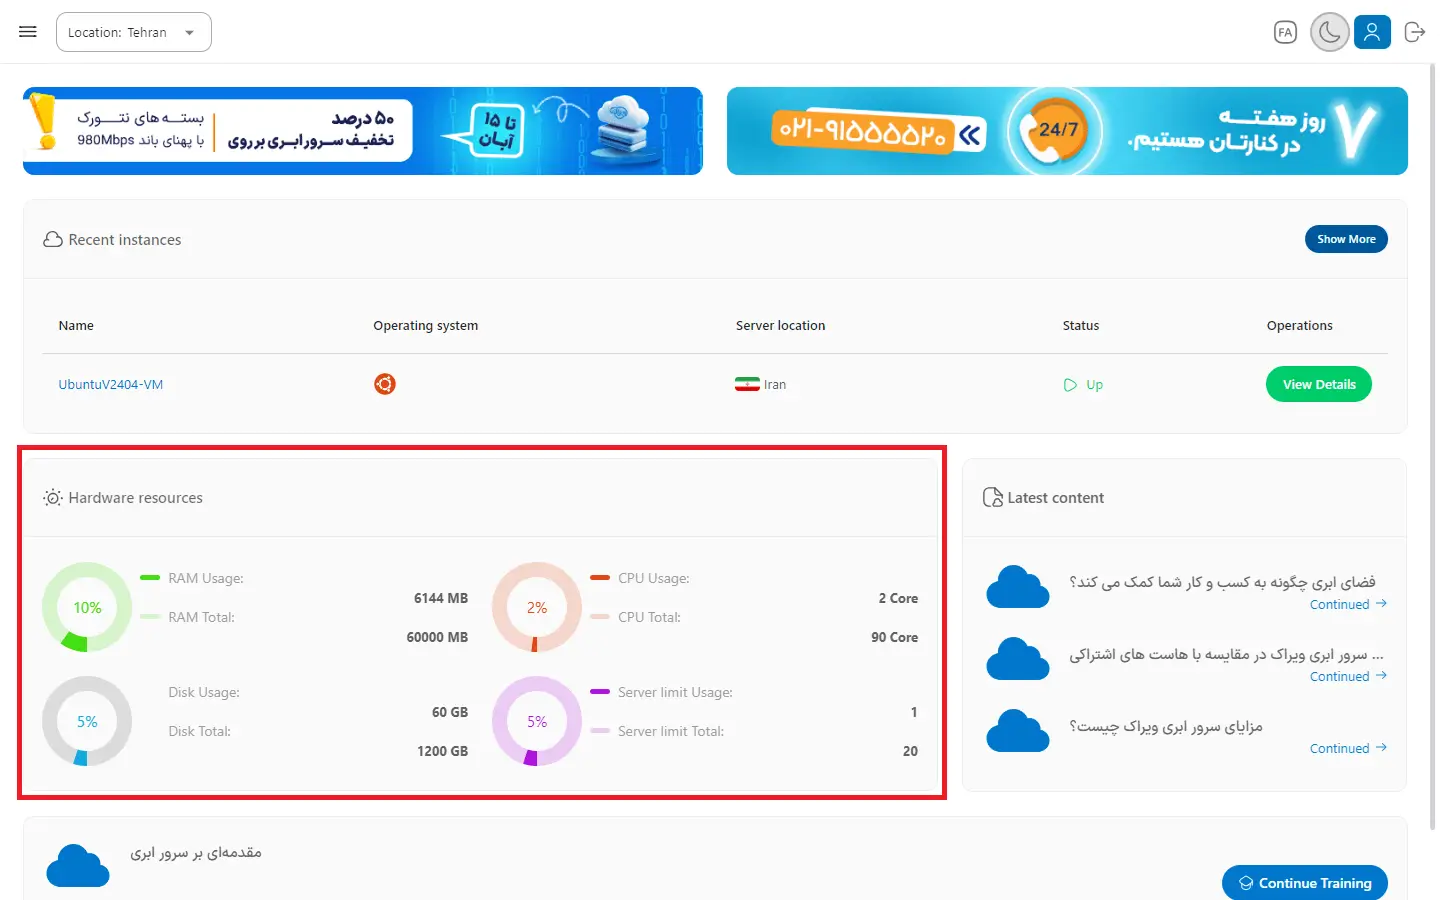 Location: Tehran
FA
۵۰ درصد
تخفیف سرور ابری بر روی
بسته های نتورک
با پهنای باند 980Mbps
تا ۱۵
آبان
۷
روز هفته
در کنارتان هستیم.
24/7
۰۲۱-۹۱۵۵۵۵۲۰
Recent instances
Show More
Name Operating system Server location Status Operations
UbuntuV2404-VM Iran Up View Details
Hardware resources
10%
RAM Usage:
6144 MB
RAM Total:
60000 MB
2%
CPU Usage:
2 Core
CPU Total:
90 Core
5%
Disk Usage:
60 GB
Disk Total:
1200 GB
5%
Server limit Usage:
1
Server limit Total:
20
Latest content
فضای ابری چگونه به کسب و کار شما کمک می کند؟
Continued
سرور ابری ویراک در مقایسه با هاست های اشتراکی ...
Continued
مزایای سرور ابری ویراک چیست؟
Continued
مقدمه‌ای بر سرور ابری
Continue Training